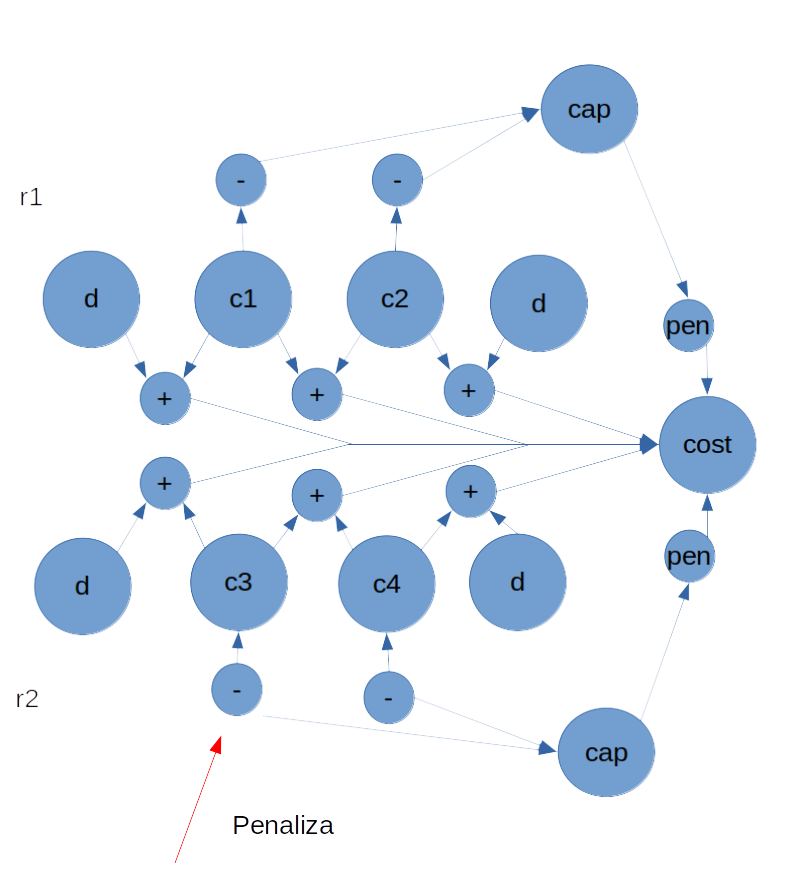 cap
-
-
r1
d
c1
c2
d
pen
+
+
+
cost
+
+
+
pen
d
c3
c4
d
-
-
r2
cap
Penaliza